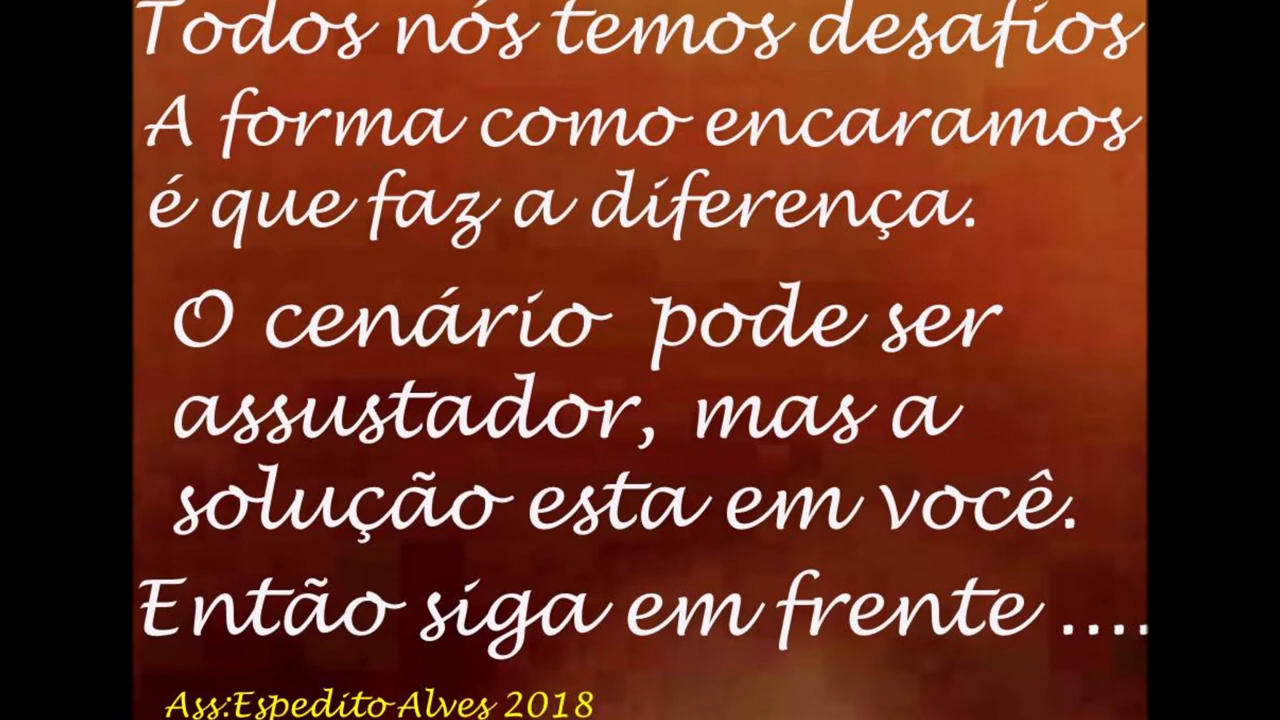 Todos nós temos desafios
A forma como encaramos
é que faz a diferença.
O cenário pode ser
assustador, mas a
solução esta em você.
Então siga em frente ....
Ass:Espedito Alves 2018